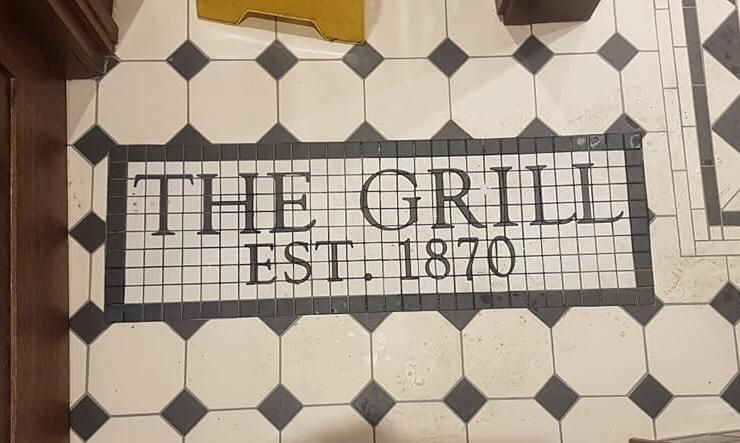 THE GRILL
EST. 1870